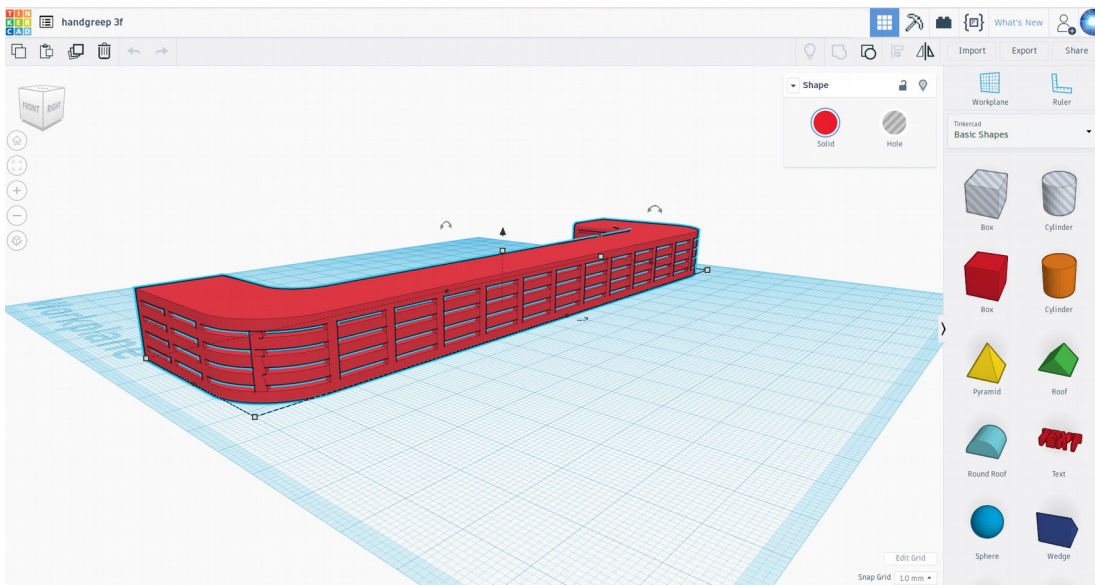 TIN
KER
CAD
handgreep 3f
What's New
Import
Export
Share
FRONT
RIGHT
Shape
Solid
Hole
Workplane
Ruler
Tinkercad
Basic Shapes
Box
Cylinder
Box
Cylinder
Pyramid
Roof
Round Roof
Text
TEXT
Sphere
Wedge
Workplane
Edit Grid
Snap Grid
1.0 mm